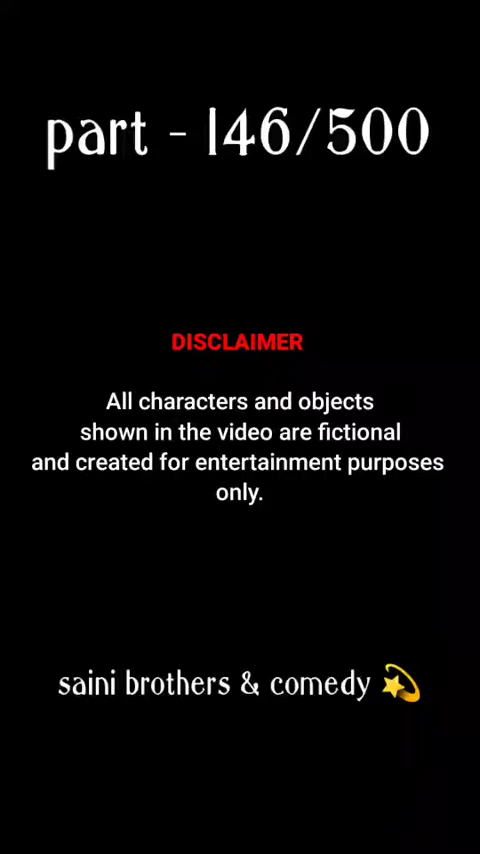 part - 146/500
DISCLAIMER
All characters and objects
shown in the video are fictional
and created for entertainment purposes
only.
saini brothers & comedy 💫